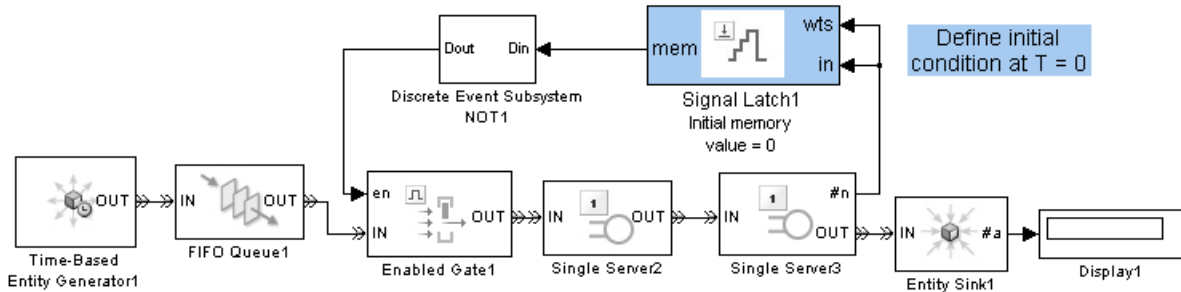 Dout
Din
Discrete Event Subsystem
NOT1
mem
wts
in
Signal Latch1
Initial memory
value = 0
Define initial
condition at T = 0
OUT
Time-Based
Entity Generator1
IN
OUT
FIFO Queue1
en
IN
OUT
Enabled Gate1
IN
1
OUT
Single Server2
IN
1
#n
OUT
Single Server3
IN
#a
Entity Sink1
Display1